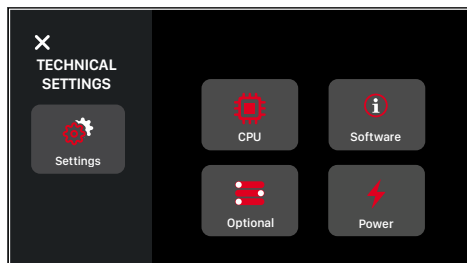 TECHNICAL
SETTINGS
Settings
CPU
Software
Optional
Power